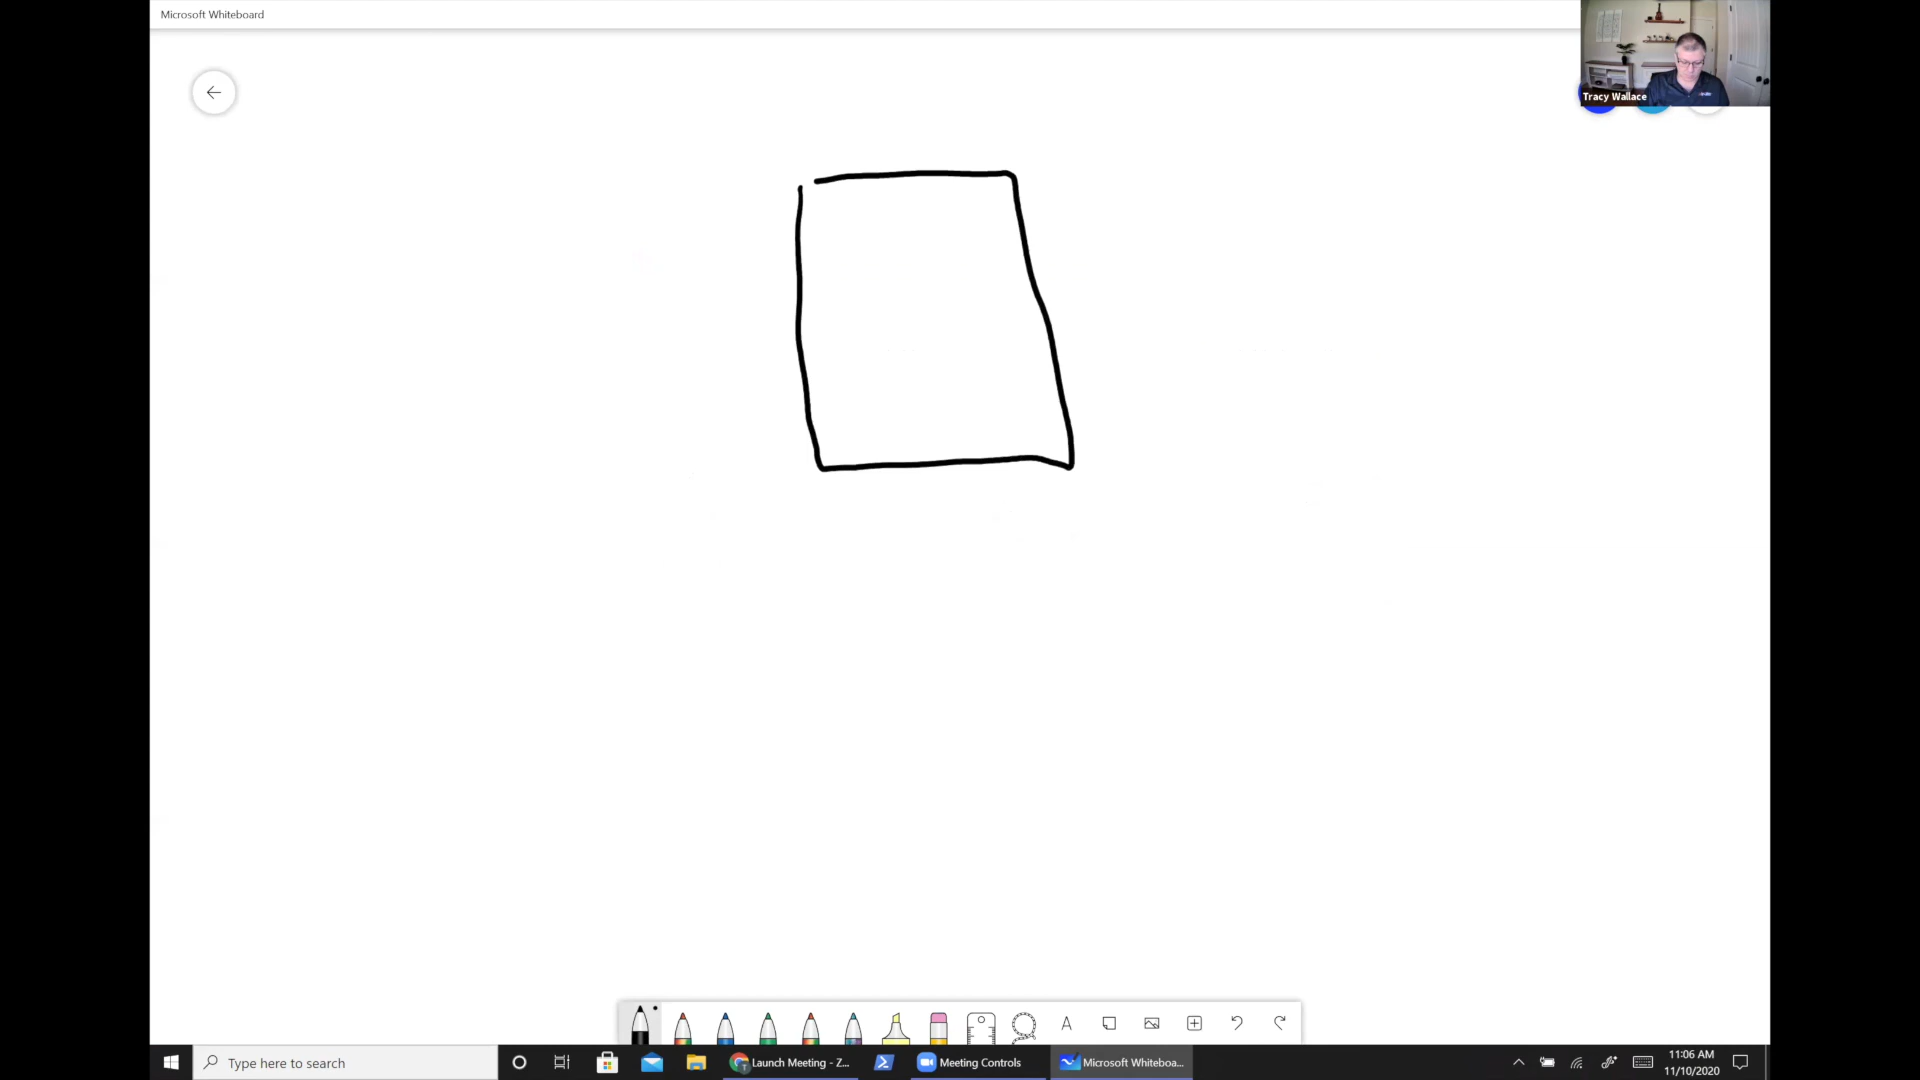 Microsoft Whiteboard
Tracy Wallace
A
Type here to search
Launch Meeting - Z...
Meeting Controls
Microsoft Whiteboa...
11:06 AM
11/10/2020